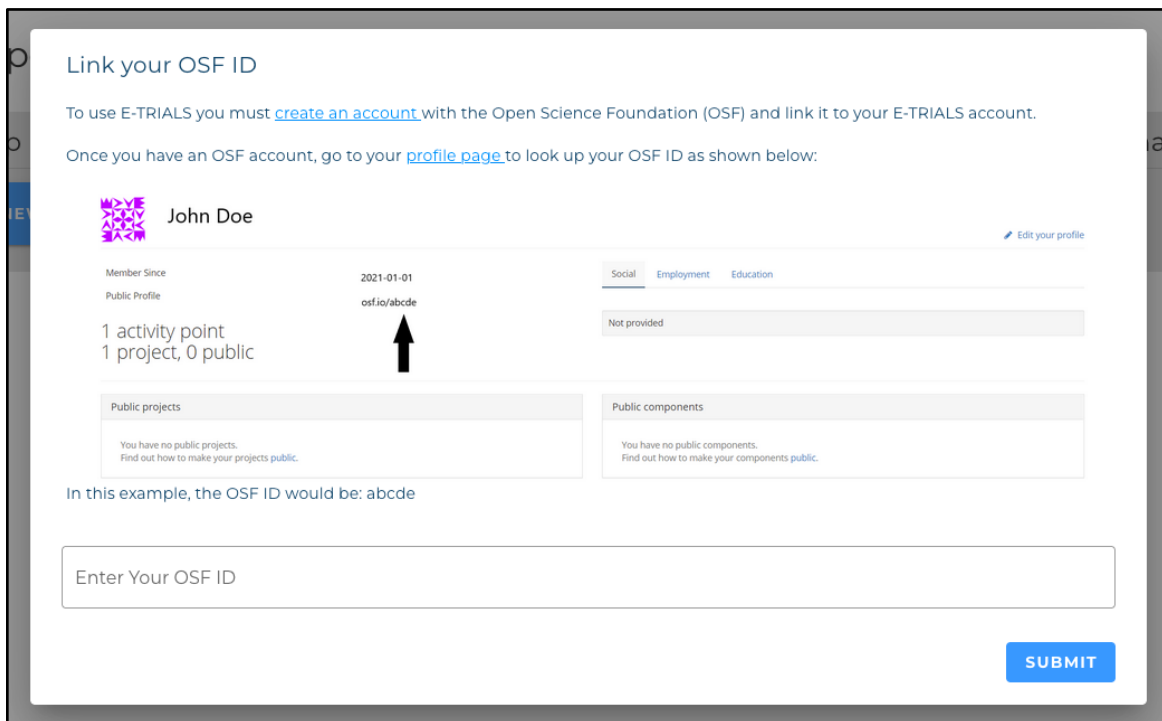 Link your OSF ID
To use E-TRIALS you must create an account with the Open Science Foundation (OSF) and link it to your E-TRIALS account.
Once you have an OSF account, go to your profile page to look up your OSF ID as shown below:
John Doe
Edit your profile
Member Since 2021-01-01
Public Profile osf.io/abcde
Social Employment Education
Not provided
1 activity point
1 project, 0 public
Public projects
You have no public projects.
Find out how to make your projects public.
Public components
You have no public components.
Find out how to make your components public.
In this example, the OSF ID would be: abcde
Enter Your OSF ID
SUBMIT